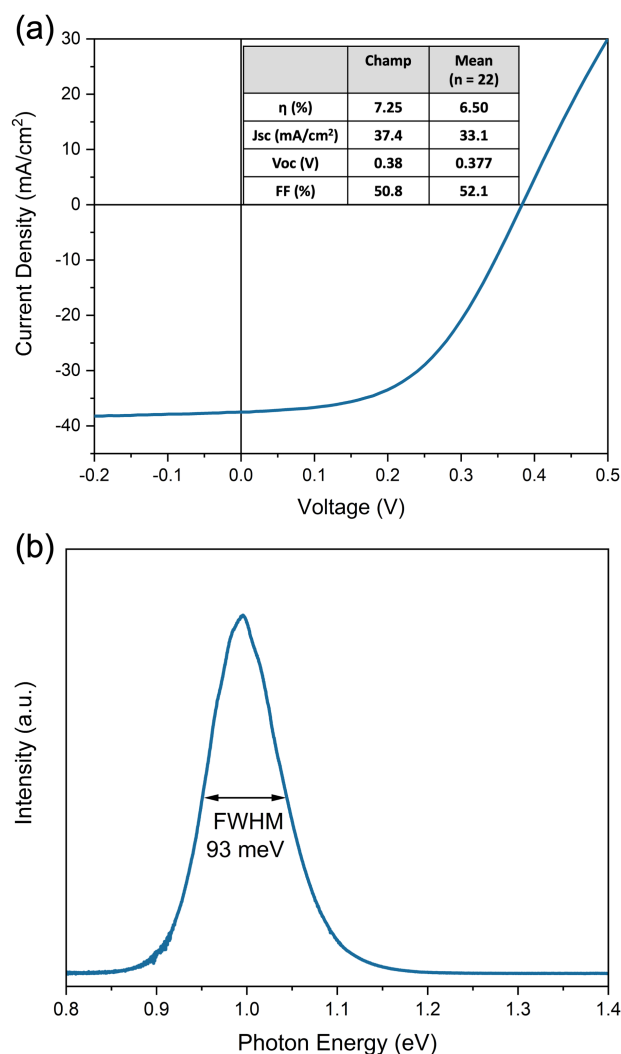 (a)
30
20
10
0
-10
-20
-30
-40
Current Density (mA/cm²)
Champ Mean (n = 22)
η (%) 7.25 6.50
Jsc (mA/cm²) 37.4 33.1
Voc (V) 0.38 0.377
FF (%) 50.8 52.1
-0.2 -0.1 0.0 0.1 0.2 0.3 0.4 0.5
Voltage (V)
(b)
Intensity (a.u.)
FWHM
93 meV
0.8 0.9 1.0 1.1 1.2 1.3 1.4
Photon Energy (eV)